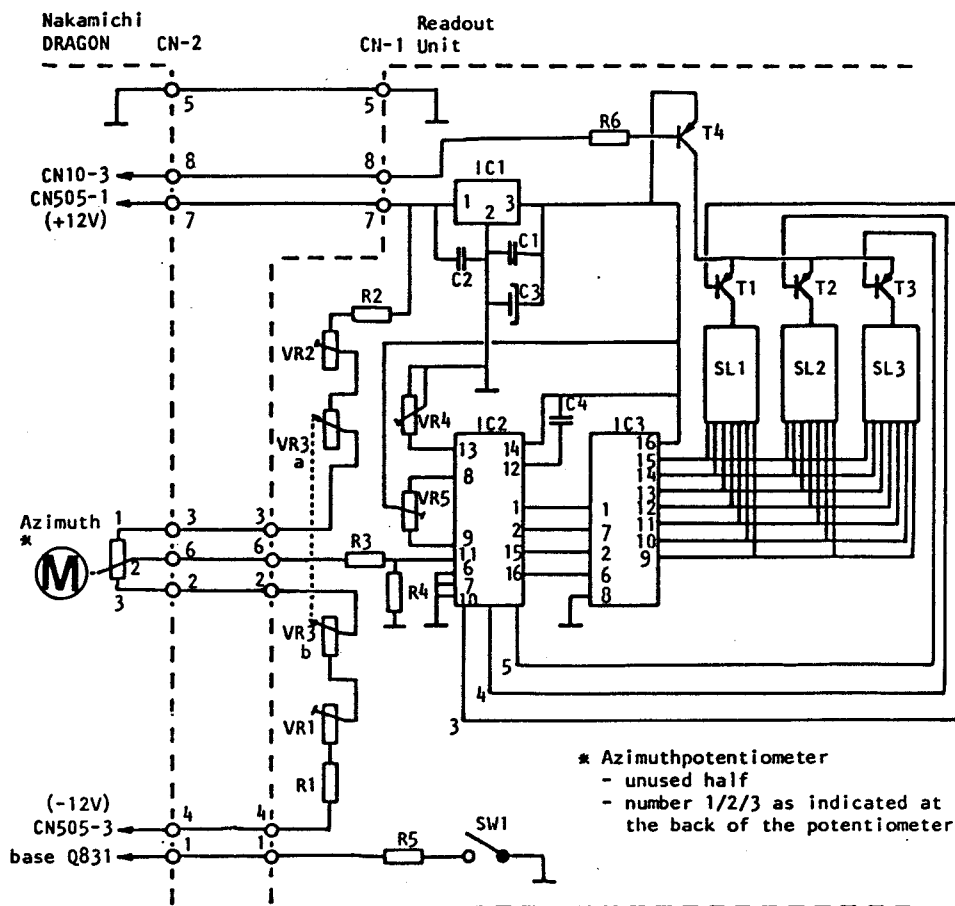 Nakamichi
DRAGON CN-2
CN-1 Readout
Unit
5 5
R6
T4
CN10-3 8 8
IC1
CN505-1 7 7
(+12V)
1 2 3
C1
C2
C3
R2
T1 T2 T3
VR2
SL1 SL2 SL3
VR3
a
VR4
IC2
C4
IC3
14
13
12
8
16
15
14
13
12
11
10
9
VR5
1 1
2 7
15 2
16 6
8
9
11
6
7
10
Azimuth
*
M
1
2
3
3 3
6 6
2 2
R3
R4
VR3
b
5
4
3
VR1
R1
* Azimuthpotentiometer
- unused half
- number 1/2/3 as indicated at
the back of the potentiometer
(-12V)
CN505-3 4 4
base Q831 1 1
R5
SW1